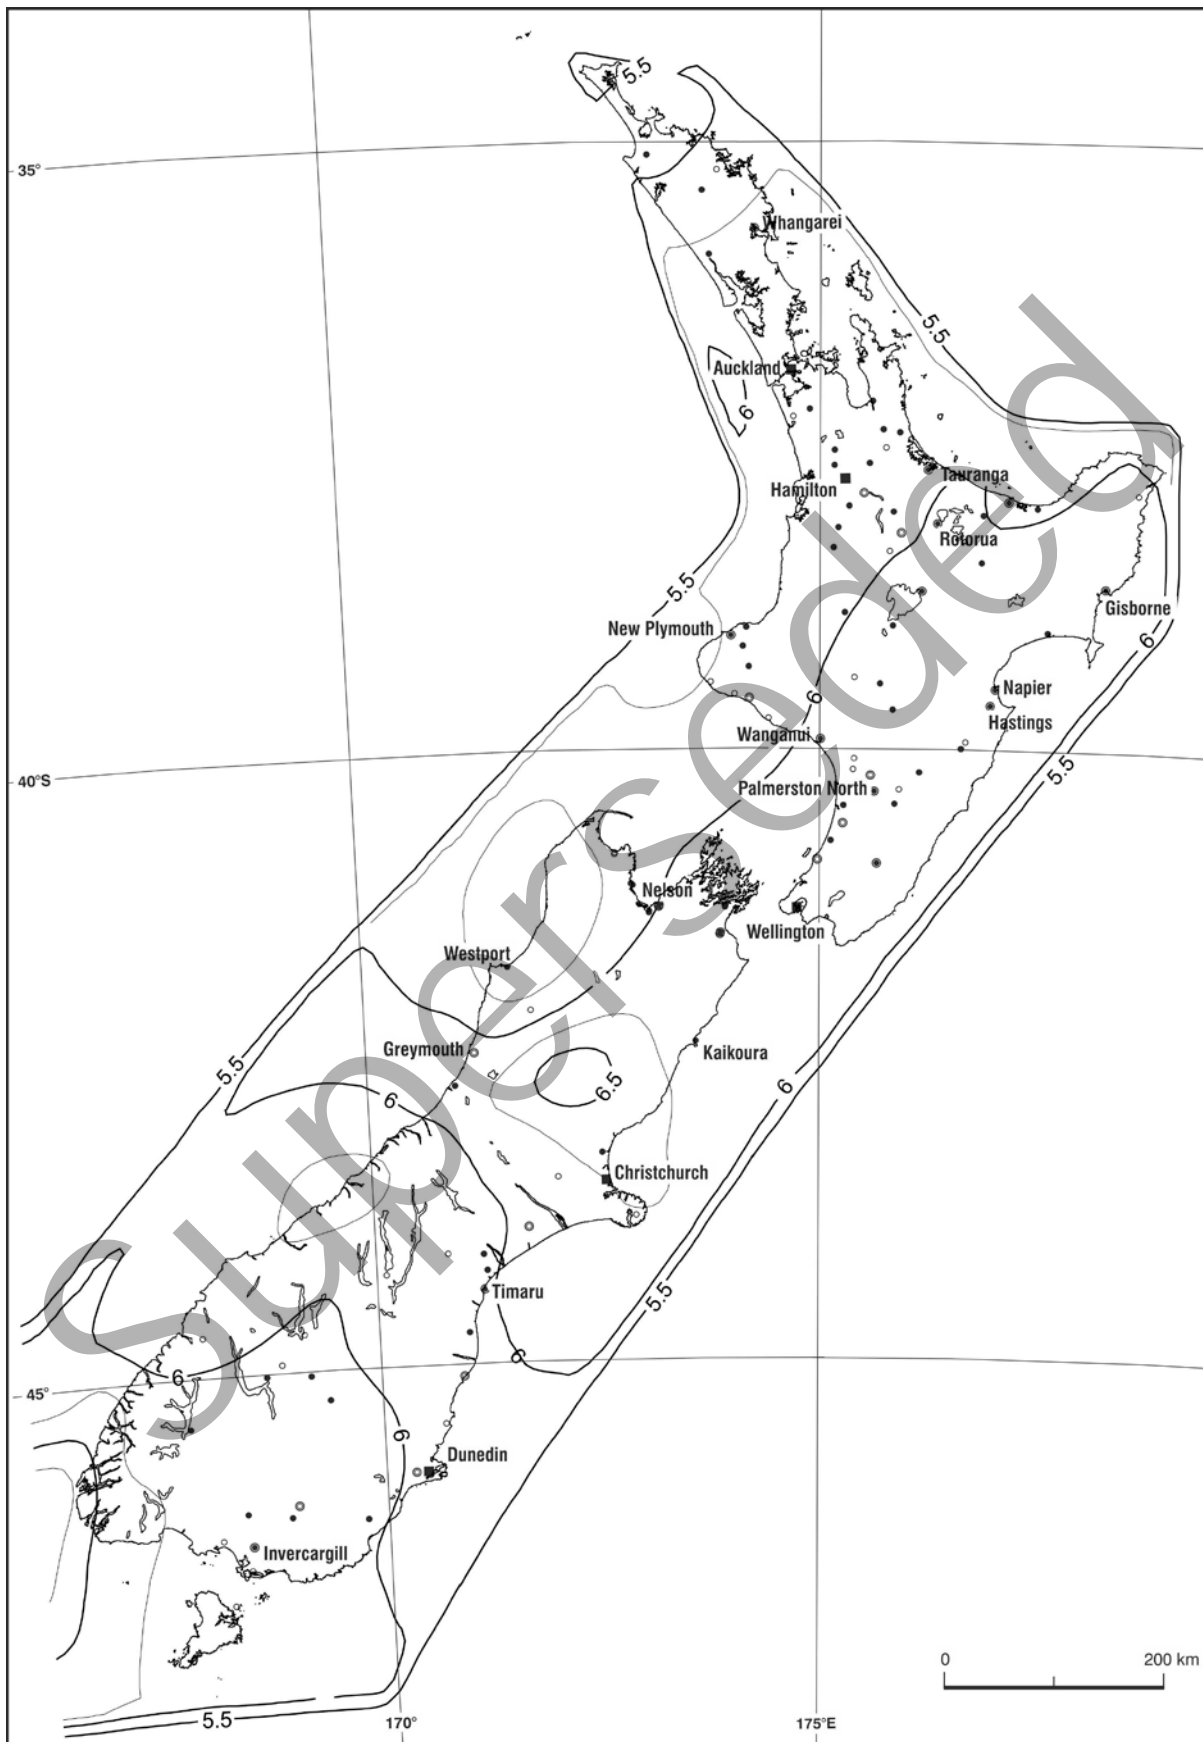 5.5
35°
Whangarei
5.5
Auckland
6
Tauranga
Hamilton
Rotorua
5.5
Gisborne
New Plymouth
6
Napier
6
Hastings
Wanganui
5.5
40°S
Palmerston North
Nelson
Wellington
Westport
Greymouth
Kaikoura
5.5
6.5
6
6
Christchurch
Timaru
5.5
6
6
45°
6
Dunedin
Invercargill
0 200 km
5.5
170°
175°E
Superseded